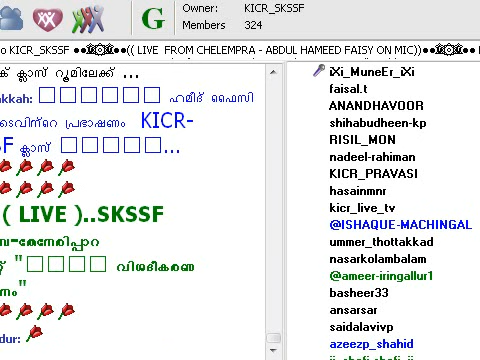 Owner: KICR_SKSSF
Members 324
G
o KICR_SKSSF ●●۞۞●●(( LIVE FROM CHELEMPRA - ABDUL HAMEED FAISY ON MIC))●●۞۞●●
ക് ക്ലാസ് റൂമിലേക്ക് ...
akkah: □□□□□□ ഹമീദ് ഫൈസി
ടെവിന്റെ പ്രഭാഷണം KICR-
SF ക്ലാസ് □□□□□...
( LIVE )..SKSSF
" □□□□ വിശദീകരണ
നം"
dur:
iXi_MuneEr_iXi
faisal.t
ANANDHAVOOR
shihabudheen-kp
RISIL_MON
nadeel-rahiman
KICR_PRAVASI
hasainmnr
kicr_live_tv
@ISHAQUE-MACHINGAL
ummer_thottakkad
nasarkolambalam
@ameer-iringallur1
basheer33
ansarsar
saidalavivp
azeezp_shahid